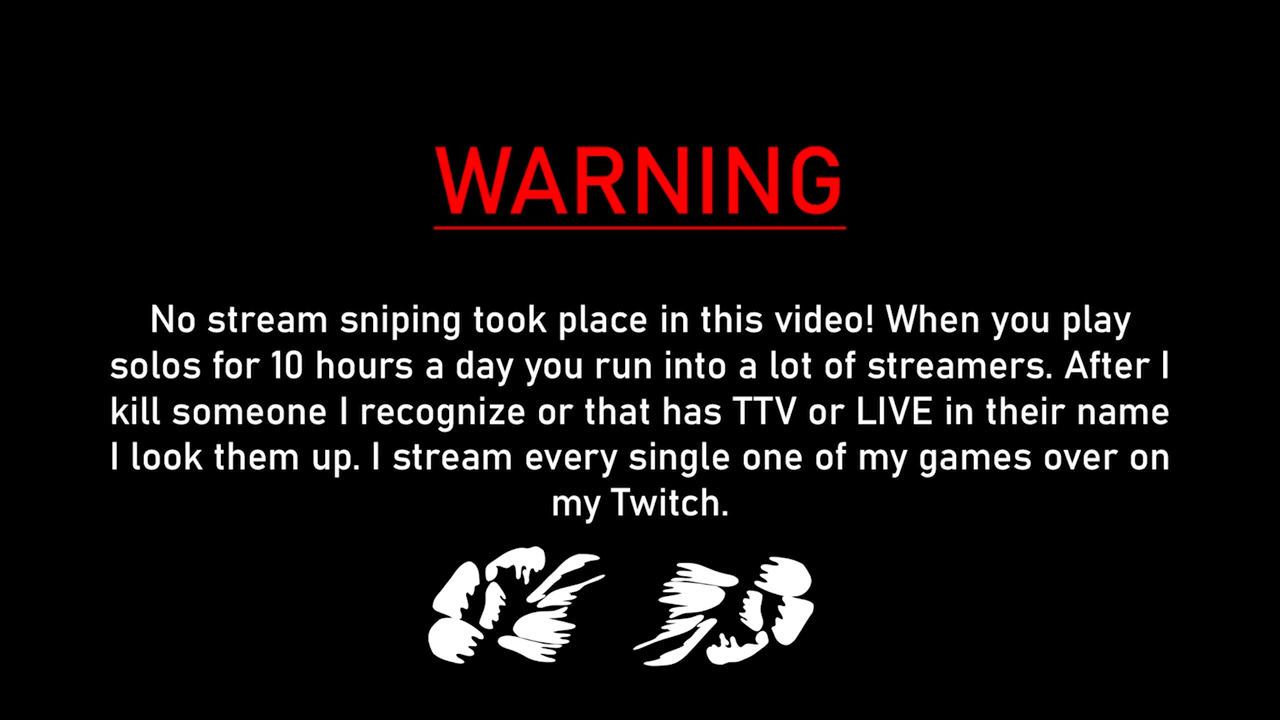 WARNING
No stream sniping took place in this video! When you play
solos for 10 hours a day you run into a lot of streamers. After I
kill someone I recognize or that has TTV or LIVE in their name
I look them up. I stream every single one of my games over on
my Twitch.